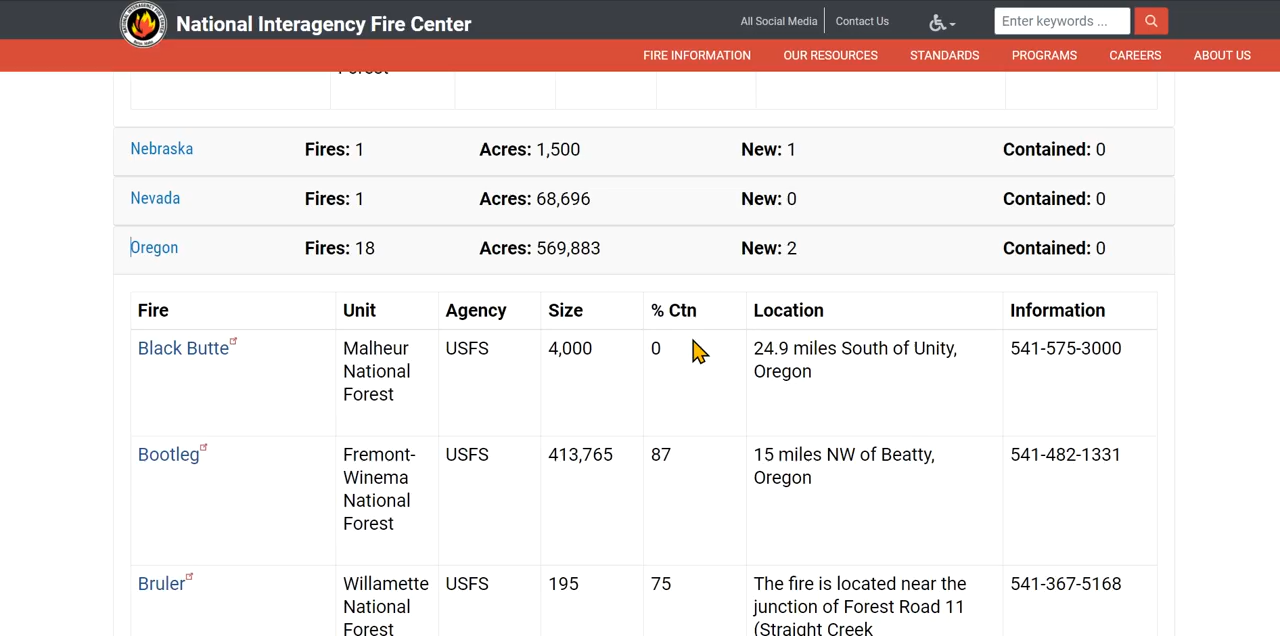 National Interagency Fire Center
All Social Media
Contact Us
Enter keywords ...
FIRE INFORMATION
OUR RESOURCES
STANDARDS
PROGRAMS
CAREERS
ABOUT US
Forest
Nebraska Fires: 1 Acres: 1,500 New: 1 Contained: 0
Nevada Fires: 1 Acres: 68,696 New: 0 Contained: 0
Oregon Fires: 18 Acres: 569,883 New: 2 Contained: 0
Fire Unit Agency Size % Ctn Location Information
Black Butte Malheur USFS 4,000 0 24.9 miles South of Unity, 541-575-3000
National Oregon
Forest
Bootleg Fremont- USFS 413,765 87 15 miles NW of Beatty, 541-482-1331
Winema Oregon
National
Forest
Bruler Willamette USFS 195 75 The fire is located near the 541-367-5168
National junction of Forest Road 11
Forest (Straight Creek